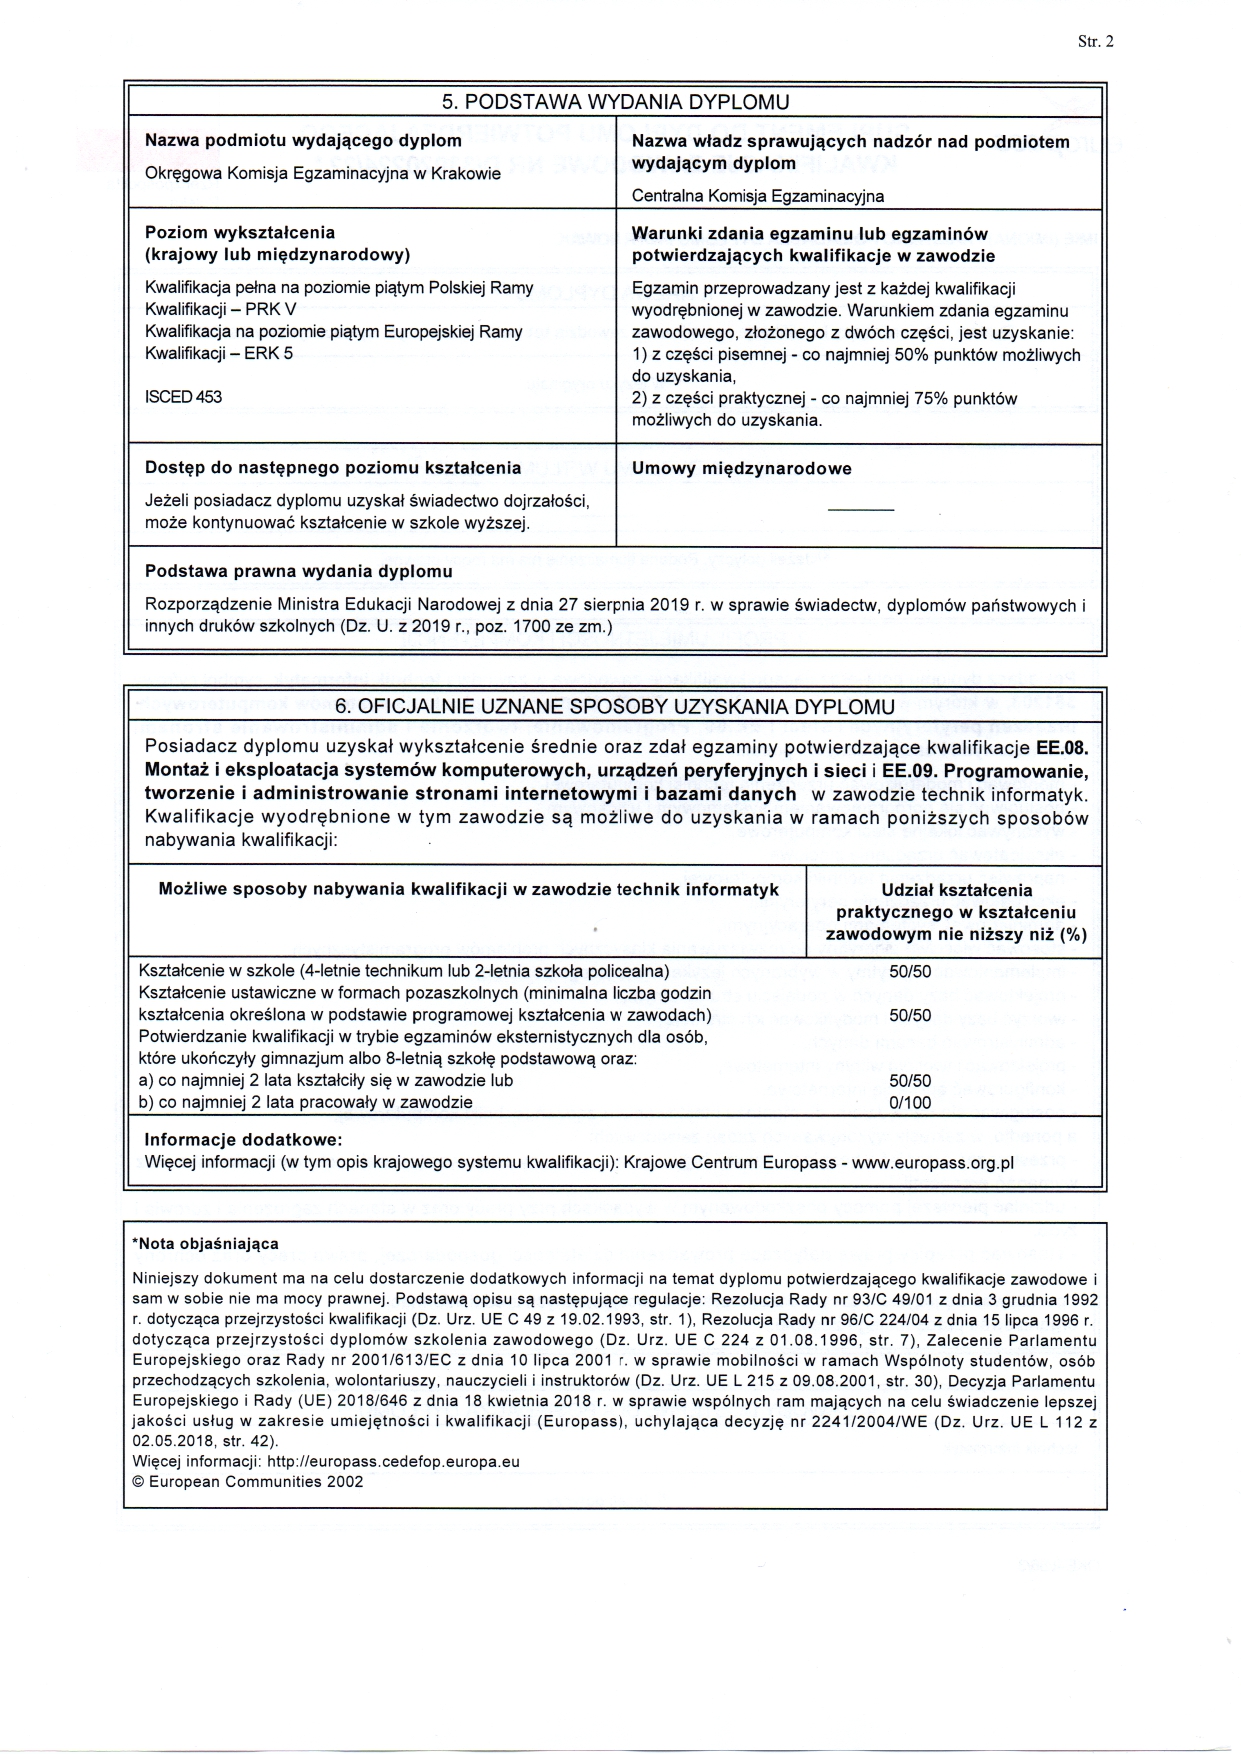 Str. 2
5. PODSTAWA WYDANIA DYPLOMU
Nazwa podmiotu wydającego dyplom
Okręgowa Komisja Egzaminacyjna w Krakowie
Nazwa władz sprawujących nadzór nad podmiotem
wydającym dyplom
Centralna Komisja Egzaminacyjna
Poziom wykształcenia
(krajowy lub międzynarodowy)
Kwalifikacja pełna na poziomie piątym Polskiej Ramy
Kwalifikacji – PRK V
Kwalifikacja na poziomie piątym Europejskiej Ramy
Kwalifikacji – ERK 5
ISCED 453
Warunki zdania egzaminu lub egzaminów
potwierdzających kwalifikacje w zawodzie
Egzamin przeprowadzany jest z każdej kwalifikacji
wyodrębnionej w zawodzie. Warunkiem zdania egzaminu
zawodowego, złożonego z dwóch części, jest uzyskanie:
1) z części pisemnej - co najmniej 50% punktów możliwych
do uzyskania,
2) z części praktycznej - co najmniej 75% punktów
możliwych do uzyskania.
Dostęp do następnego poziomu kształcenia
Jeżeli posiadacz dyplomu uzyskał świadectwo dojrzałości,
może kontynuować kształcenie w szkole wyższej.
Umowy międzynarodowe
Podstawa prawna wydania dyplomu
Rozporządzenie Ministra Edukacji Narodowej z dnia 27 sierpnia 2019 r. w sprawie świadectw, dyplomów państwowych i
innych druków szkolnych (Dz. U. z 2019 r., poz. 1700 ze zm.)
6. OFICJALNIE UZNANE SPOSOBY UZYSKANIA DYPLOMU
Posiadacz dyplomu uzyskał wykształcenie średnie oraz zdał egzaminy potwierdzające kwalifikacje EE.08.
Montaż i eksploatacja systemów komputerowych, urządzeń peryferyjnych i sieci i EE.09. Programowanie,
tworzenie i administrowanie stronami internetowymi i bazami danych w zawodzie technik informatyk.
Kwalifikacje wyodrębnione w tym zawodzie są możliwe do uzyskania w ramach poniższych sposobów
nabywania kwalifikacji:
Możliwe sposoby nabywania kwalifikacji w zawodzie technik informatyk
Udział kształcenia
praktycznego w kształceniu
zawodowym nie niższy niż (%)
Kształcenie w szkole (4-letnie technikum lub 2-letnia szkoła policealna) 50/50
Kształcenie ustawiczne w formach pozaszkolnych (minimalna liczba godzin
kształcenia określona w podstawie programowej kształcenia w zawodach) 50/50
Potwierdzanie kwalifikacji w trybie egzaminów eksternistycznych dla osób,
które ukończyły gimnazjum albo 8-letnią szkołę podstawową oraz:
a) co najmniej 2 lata kształciły się w zawodzie lub 50/50
b) co najmniej 2 lata pracowały w zawodzie 0/100
Informacje dodatkowe:
Więcej informacji (w tym opis krajowego systemu kwalifikacji): Krajowe Centrum Europass - www.europass.org.pl
*Nota objaśniająca
Niniejszy dokument ma na celu dostarczenie dodatkowych informacji na temat dyplomu potwierdzającego kwalifikacje zawodowe i
sam w sobie nie ma mocy prawnej. Podstawą opisu są następujące regulacje: Rezolucja Rady nr 93/C 49/01 z dnia 3 grudnia 1992
r. dotycząca przejrzystości kwalifikacji (Dz. Urz. UE C 49 z 19.02.1993, str. 1), Rezolucja Rady nr 96/C 224/04 z dnia 15 lipca 1996 r.
dotycząca przejrzystości dyplomów szkolenia zawodowego (Dz. Urz. UE C 224 z 01.08.1996, str. 7), Zalecenie Parlamentu
Europejskiego oraz Rady nr 2001/613/EC z dnia 10 lipca 2001 r. w sprawie mobilności w ramach Wspólnoty studentów, osób
przechodzących szkolenia, wolontariuszy, nauczycieli i instruktorów (Dz. Urz. UE L 215 z 09.08.2001, str. 30), Decyzja Parlamentu
Europejskiego i Rady (UE) 2018/646 z dnia 18 kwietnia 2018 r. w sprawie wspólnych ram mających na celu świadczenie lepszej
jakości usług w zakresie umiejętności i kwalifikacji (Europass), uchylająca decyzję nr 2241/2004/WE (Dz. Urz. UE L 112 z
02.05.2018, str. 42).
Więcej informacji: http://europass.cedefop.europa.eu
© European Communities 2002